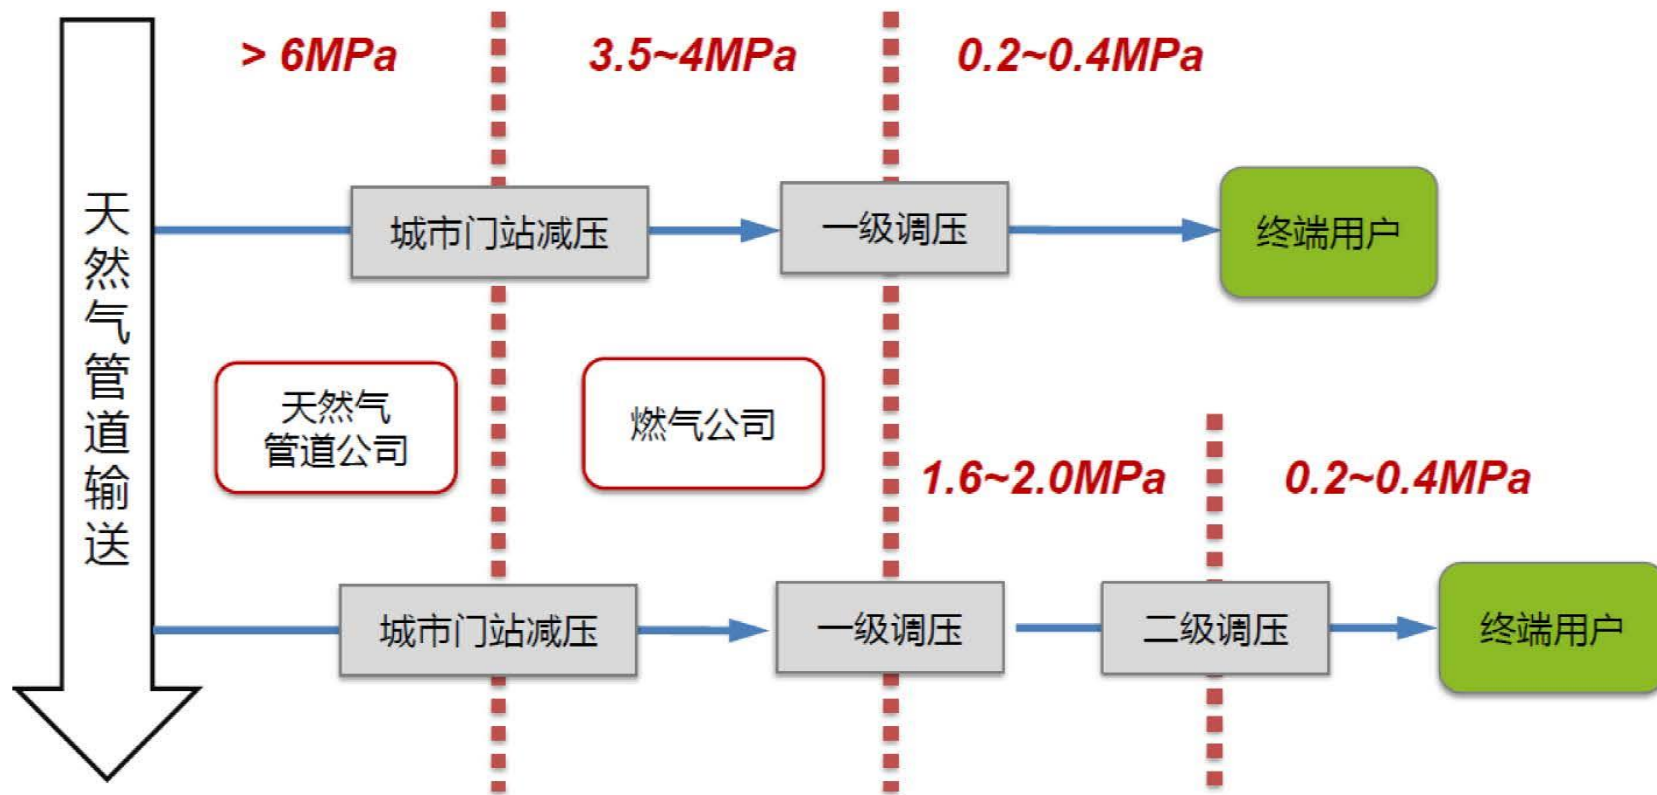 > 6MPa
3.5~4MPa
0.2~0.4MPa
天然气管道输送
城市门站减压
一级调压
终端用户
天然气
管道公司
燃气公司
1.6~2.0MPa
0.2~0.4MPa
城市门站减压
一级调压
二级调压
终端用户